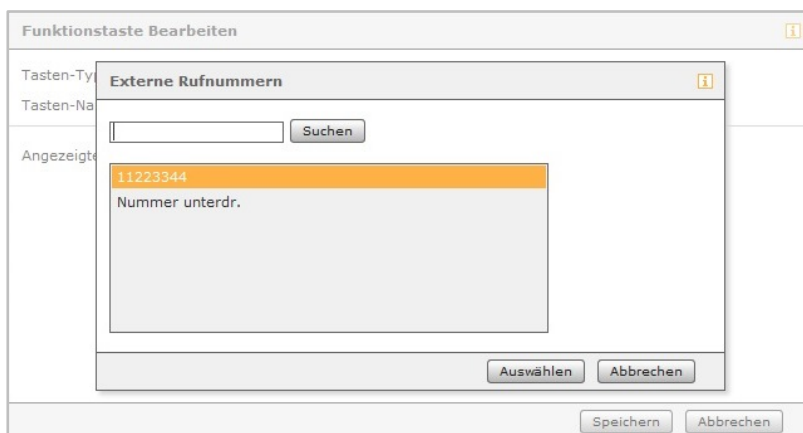 Funktionstaste Bearbeiten
Tasten-Ty
Externe Rufnummern
Tasten-Na
Suchen
Angezeigte
11223344
Nummer unterdr.
Auswählen Abbrechen
Speichern Abbrechen